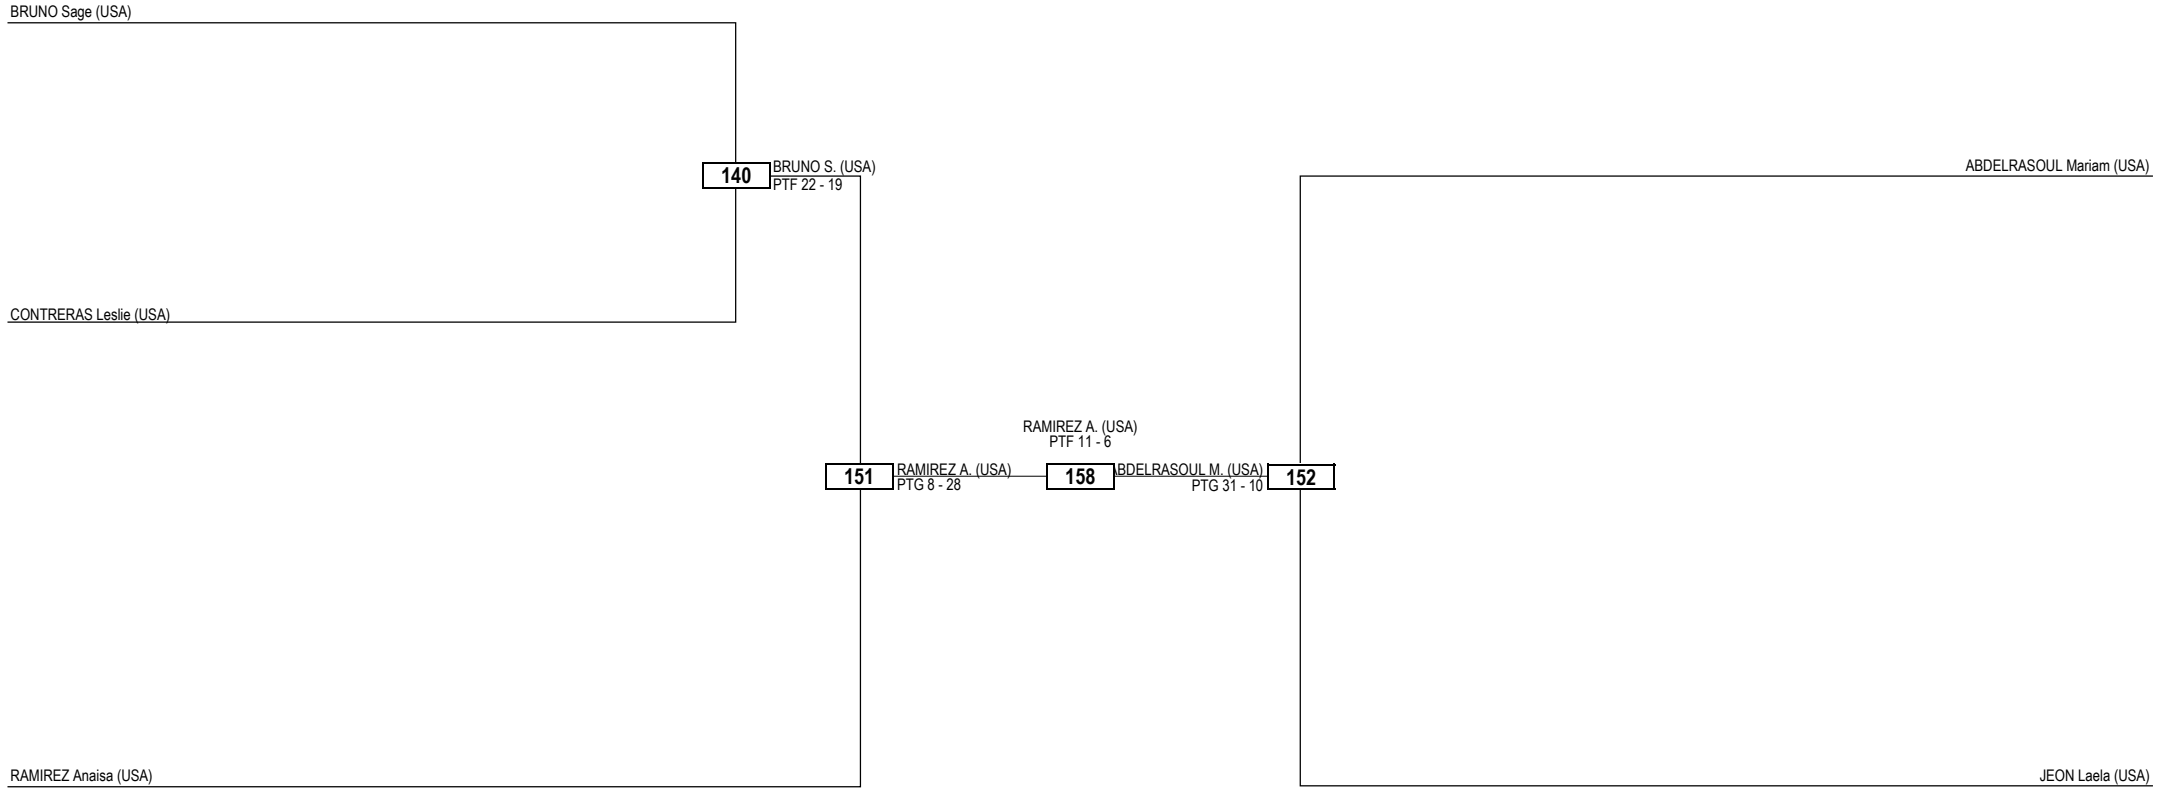 BRUNO Sage (USA)
140
BRUNO S. (USA)
PTF 22 - 19
ABDELRASOUL Mariam (USA)
CONTRERAS Leslie (USA)
RAMIREZ A. (USA)
PTF 11 - 6
151
RAMIREZ A. (USA)
PTG 8 - 28
158
BDELRASOUL M. (USA)
PTG 31 - 10
152
RAMIREZ Anaisa (USA)
JEON Laela (USA)